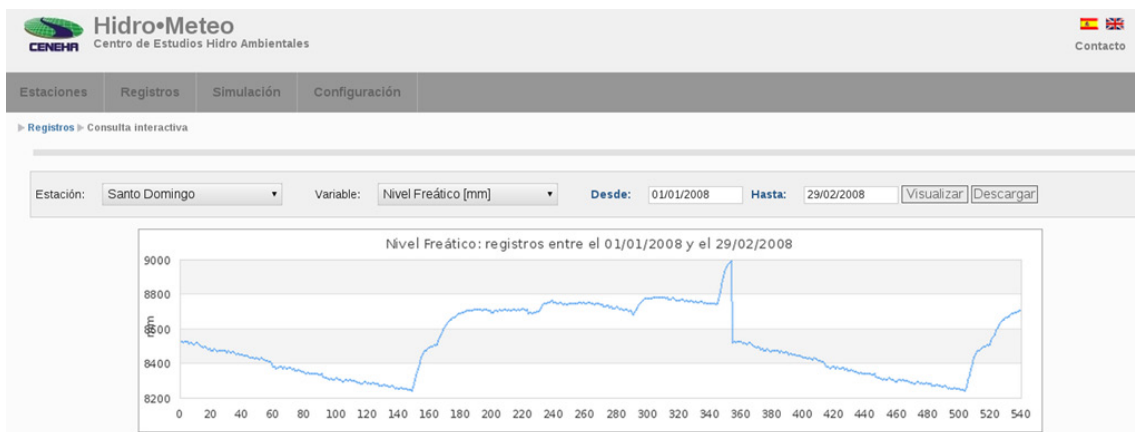 Hidro•Meteo
CENEHA Centro de Estudios Hidro Ambientales
Contacto
Estaciones Registros Simulación Configuración
Registros Consulta interactiva
Estación: Santo Domingo Variable: Nivel Freático [mm] Desde: 01/01/2008 Hasta: 29/02/2008 Visualizar Descargar
Nivel Freático: registros entre el 01/01/2008 y el 29/02/2008
9000
8800
mm
8600
8400
8200
0 20 40 60 80 100 120 140 160 180 200 220 240 260 280 300 320 340 360 380 400 420 440 460 480 500 520 540